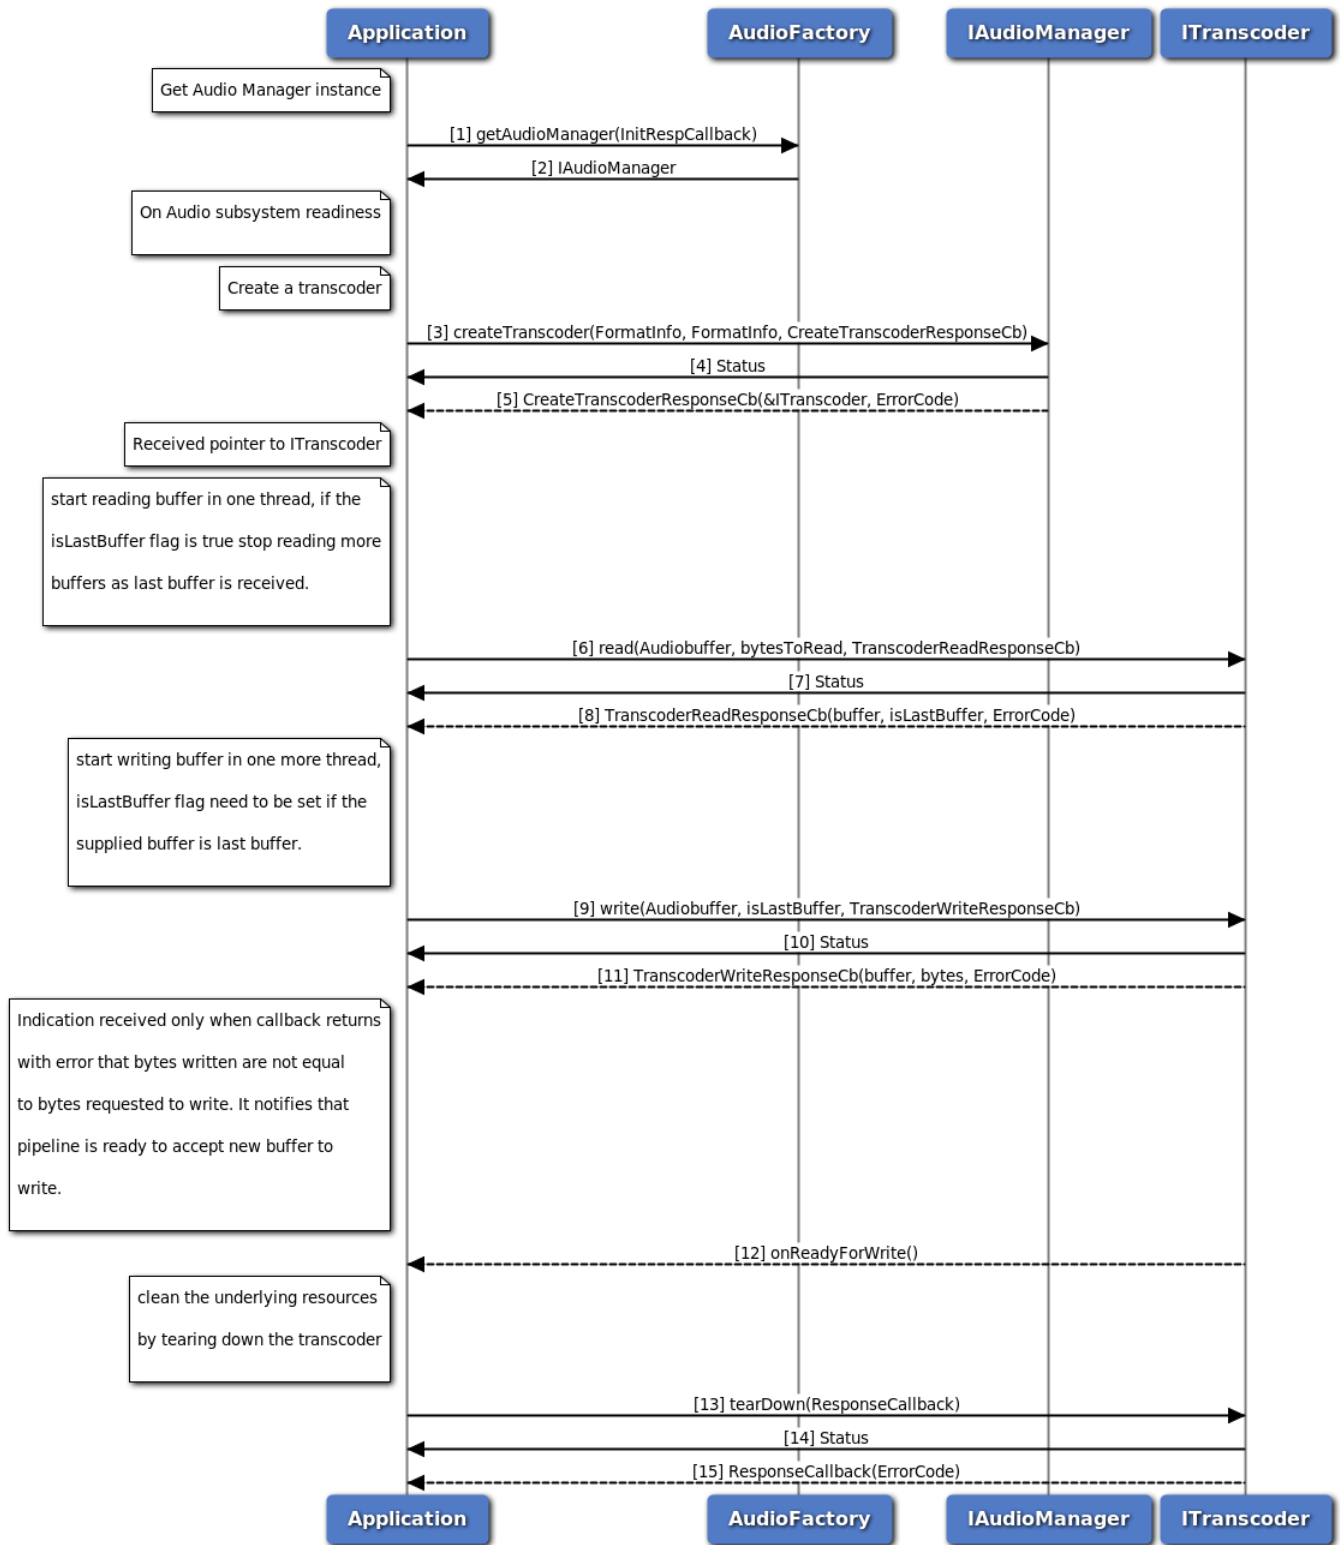 Application
AudioFactory
IAudioManager
ITranscoder
Get Audio Manager instance
[1] getAudioManager(InitRespCallback)
[2] IAudioManager
On Audio subsystem readiness
Create a transcoder
[3] createTranscoder(FormatInfo, FormatInfo, CreateTranscoderResponseCb)
[4] Status
[5] CreateTranscoderResponseCb(&ITranscoder, ErrorCode)
Received pointer to ITranscoder
start reading buffer in one thread, if the
isLastBuffer flag is true stop reading more
buffers as last buffer is received.
[6] read(Audiobuffer, bytesToRead, TranscoderReadResponseCb)
[7] Status
[8] TranscoderReadResponseCb(buffer, isLastBuffer, ErrorCode)
start writing buffer in one more thread,
isLastBuffer flag need to be set if the
supplied buffer is last buffer.
[9] write(Audiobuffer, isLastBuffer, TranscoderWriteResponseCb)
[10] Status
[11] TranscoderWriteResponseCb(buffer, bytes, ErrorCode)
Indication received only when callback returns
with error that bytes written are not equal
to bytes requested to write. It notifies that
pipeline is ready to accept new buffer to
write.
[12] onReadyForWrite()
clean the underlying resources
by tearing down the transcoder
[13] tearDown(ResponseCallback)
[14] Status
[15] ResponseCallback(ErrorCode)
Application
AudioFactory
IAudioManager
ITranscoder